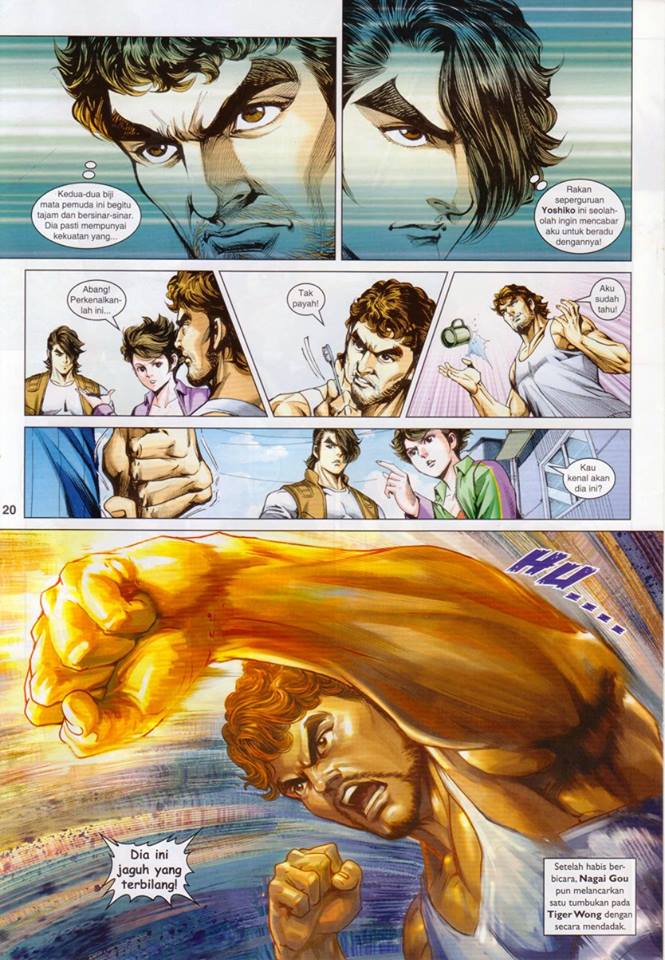 Kedua-dua biji
mata pemuda ini begitu
tajam dan bersinar-sinar.
Dia pasti mempunyai
kekuatan yang...
Rakan
seperguruan
Yoshiko ini seolah-
olah ingin mencabar
aku untuk beradu
dengannya!
Abang!
Perkenalkan-
lah ini...
Tak
payah!
Aku
sudah
tahu!
Kau
kenal akan
dia ini?
20
HU....
Dia ini
jaguh yang
terbilang!
Setelah habis ber-
bicara, Nagai Gou
pun melancarkan
satu tumbukan pada
Tiger Wong dengan
secara mendadak.